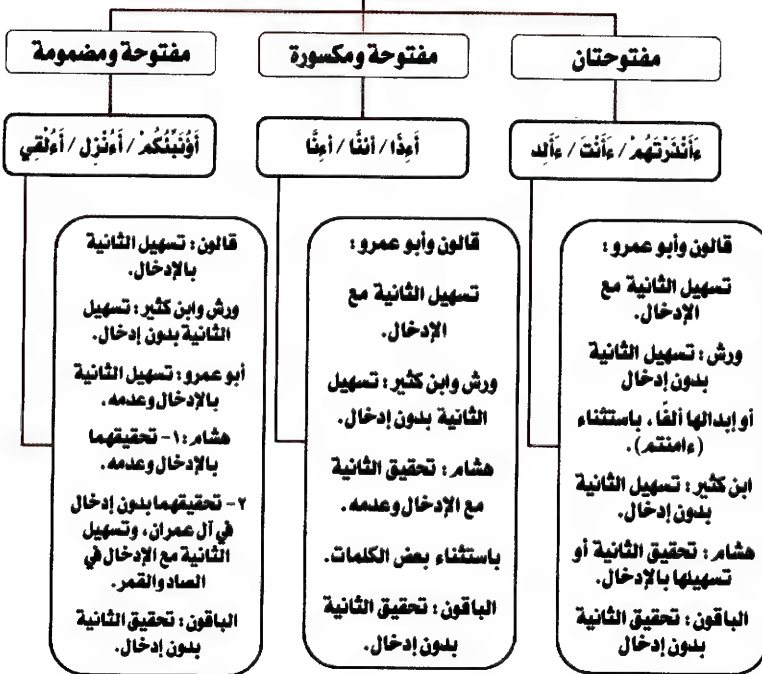 مفتوحتان
ءَأَنْذَرْتَهُمْ / ءَأَنْتَ / ءَأَلِد
قالون وأبو عمرو:
تسهيل الثانية مع
الإدخال.
ورش: تسهيل الثانية
بدون إدخال
أو إبدالها ألفًا، باستثناء
(ءامنتم).
ابن كثير: تسهيل الثانية
بدون إدخال.
هشام: تحقيق الثانية أو
تسهيلها بالإدخال.
الباقون: تحقيق الثانية
بدون إدخال
مفتوحة ومكسورة
أَءِذَا / أَئنَّا / أَءِنَّا
قالون وأبو عمرو:
تسهيل الثانية مع
الإدخال.
ورش وابن كثير: تسهيل
الثانية بدون إدخال.
هشام: تحقيق الثانية
مع الإدخال وعدمه.
باستثناء بعض الكلمات.
الباقون: تحقيق الثانية
بدون إدخال.
مفتوحة ومضمومة
أَؤُنَبِّئُكُمْ / أَءُنْزِل / أَءُلْقِي
قالون: تسهيل الثانية
بالإدخال.
ورش وابن كثير: تسهيل
الثانية بدون إدخال.
أبو عمرو: تسهيل الثانية
بالإدخال وعدمه.
هشام: ١- تحقيقهما
بالإدخال وعدمه.
٢- تحقيقهما بدون إدخال
في آل عمران، وتسهيل
الثانية مع الإدخال في
الصاد والقمر.
الباقون: تحقيق الثانية
بدون إدخال.